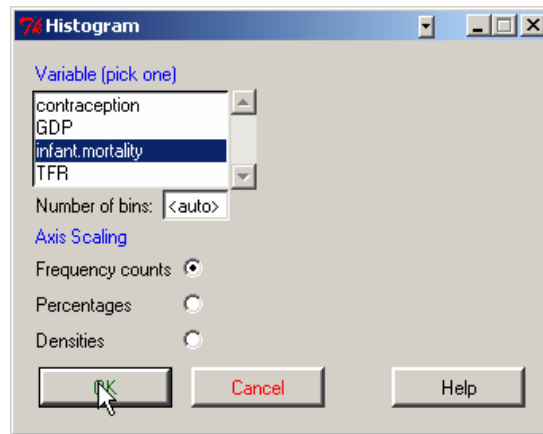 Histogram
Variable (pick one)
contraception
GDP
infant.mortality
TFR
Number of bins: <auto>
Axis Scaling
Frequency counts
Percentages
Densities
OK Cancel Help